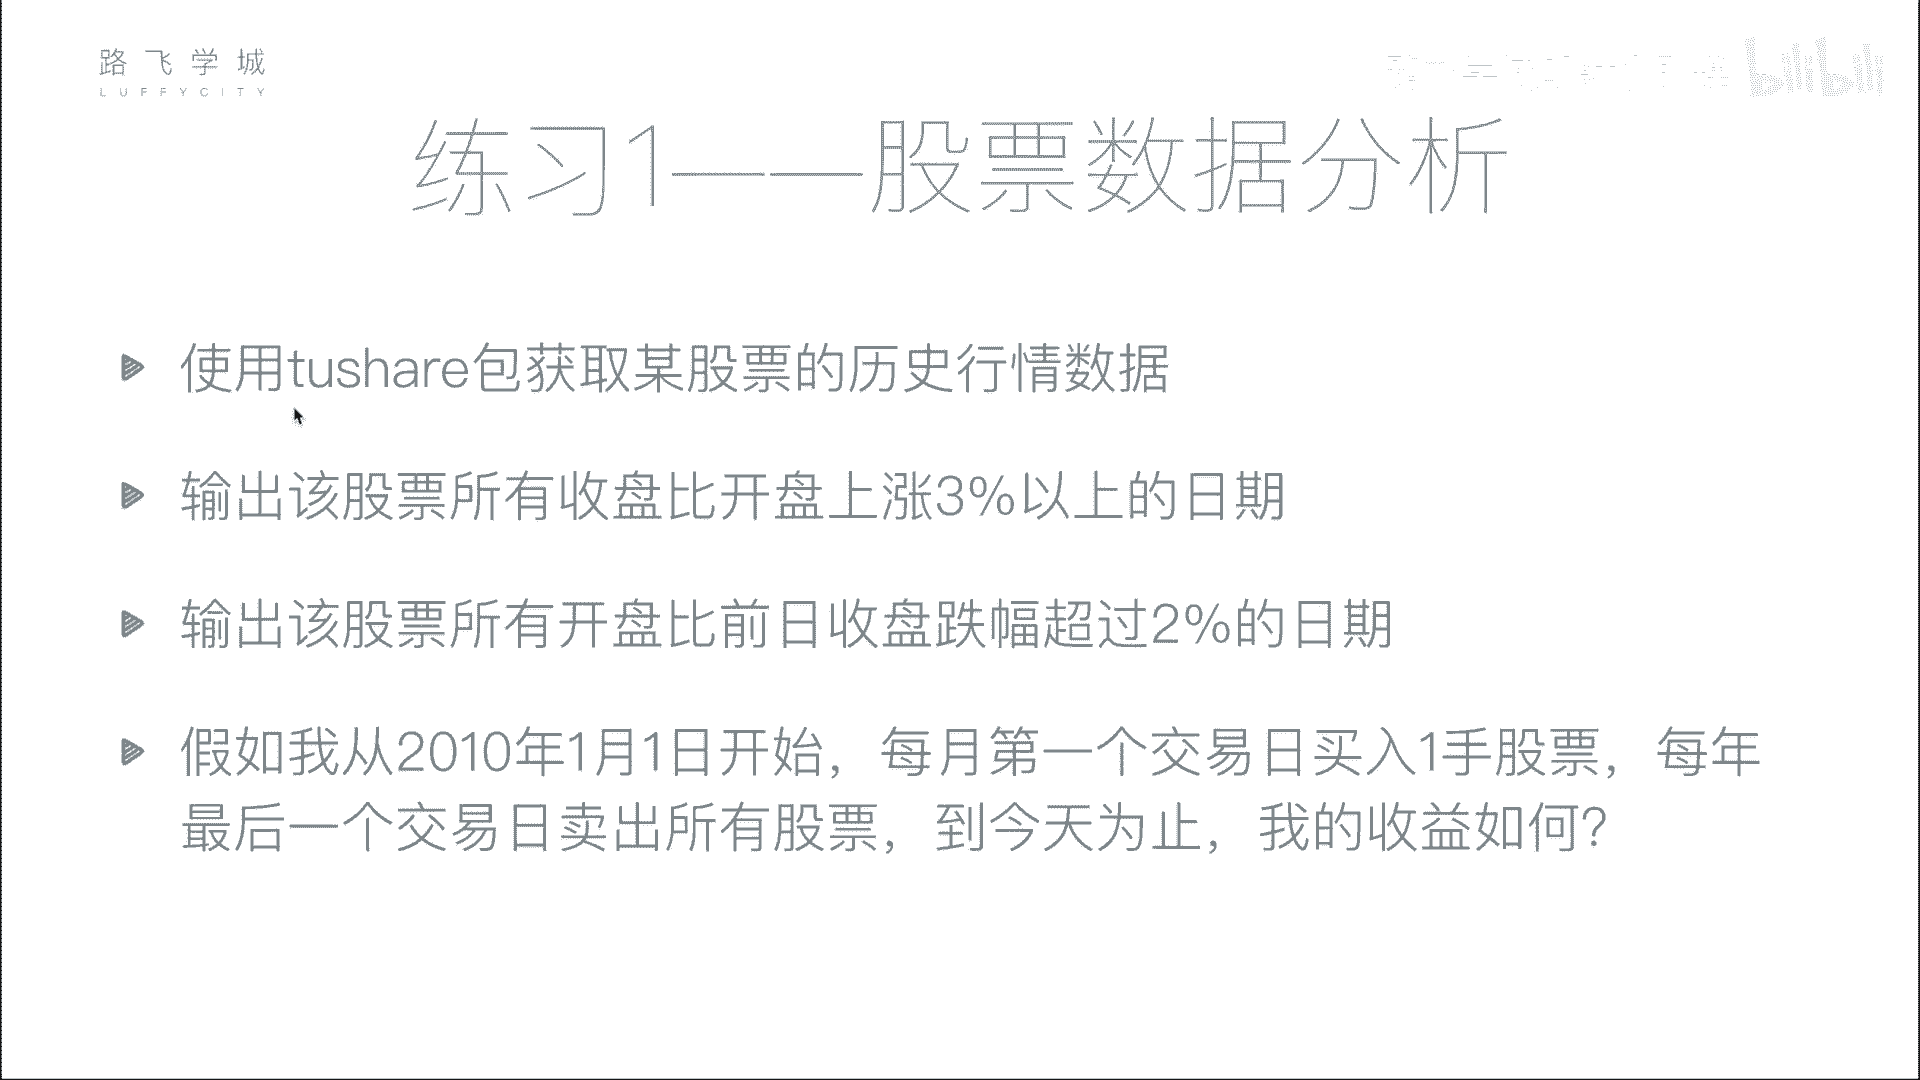 路飞学城
LUFFYCITY
bilibili
练习1——股票数据分析
使用tushare包获取某股票的历史行情数据
输出该股票所有收盘比开盘上涨3%以上的日期
输出该股票所有开盘比前日收盘跌幅超过2%的日期
假如我从2010年1月1日开始，每月第一个交易日买入1手股票，每年
最后一个交易日卖出所有股票，到今天为止，我的收益如何？